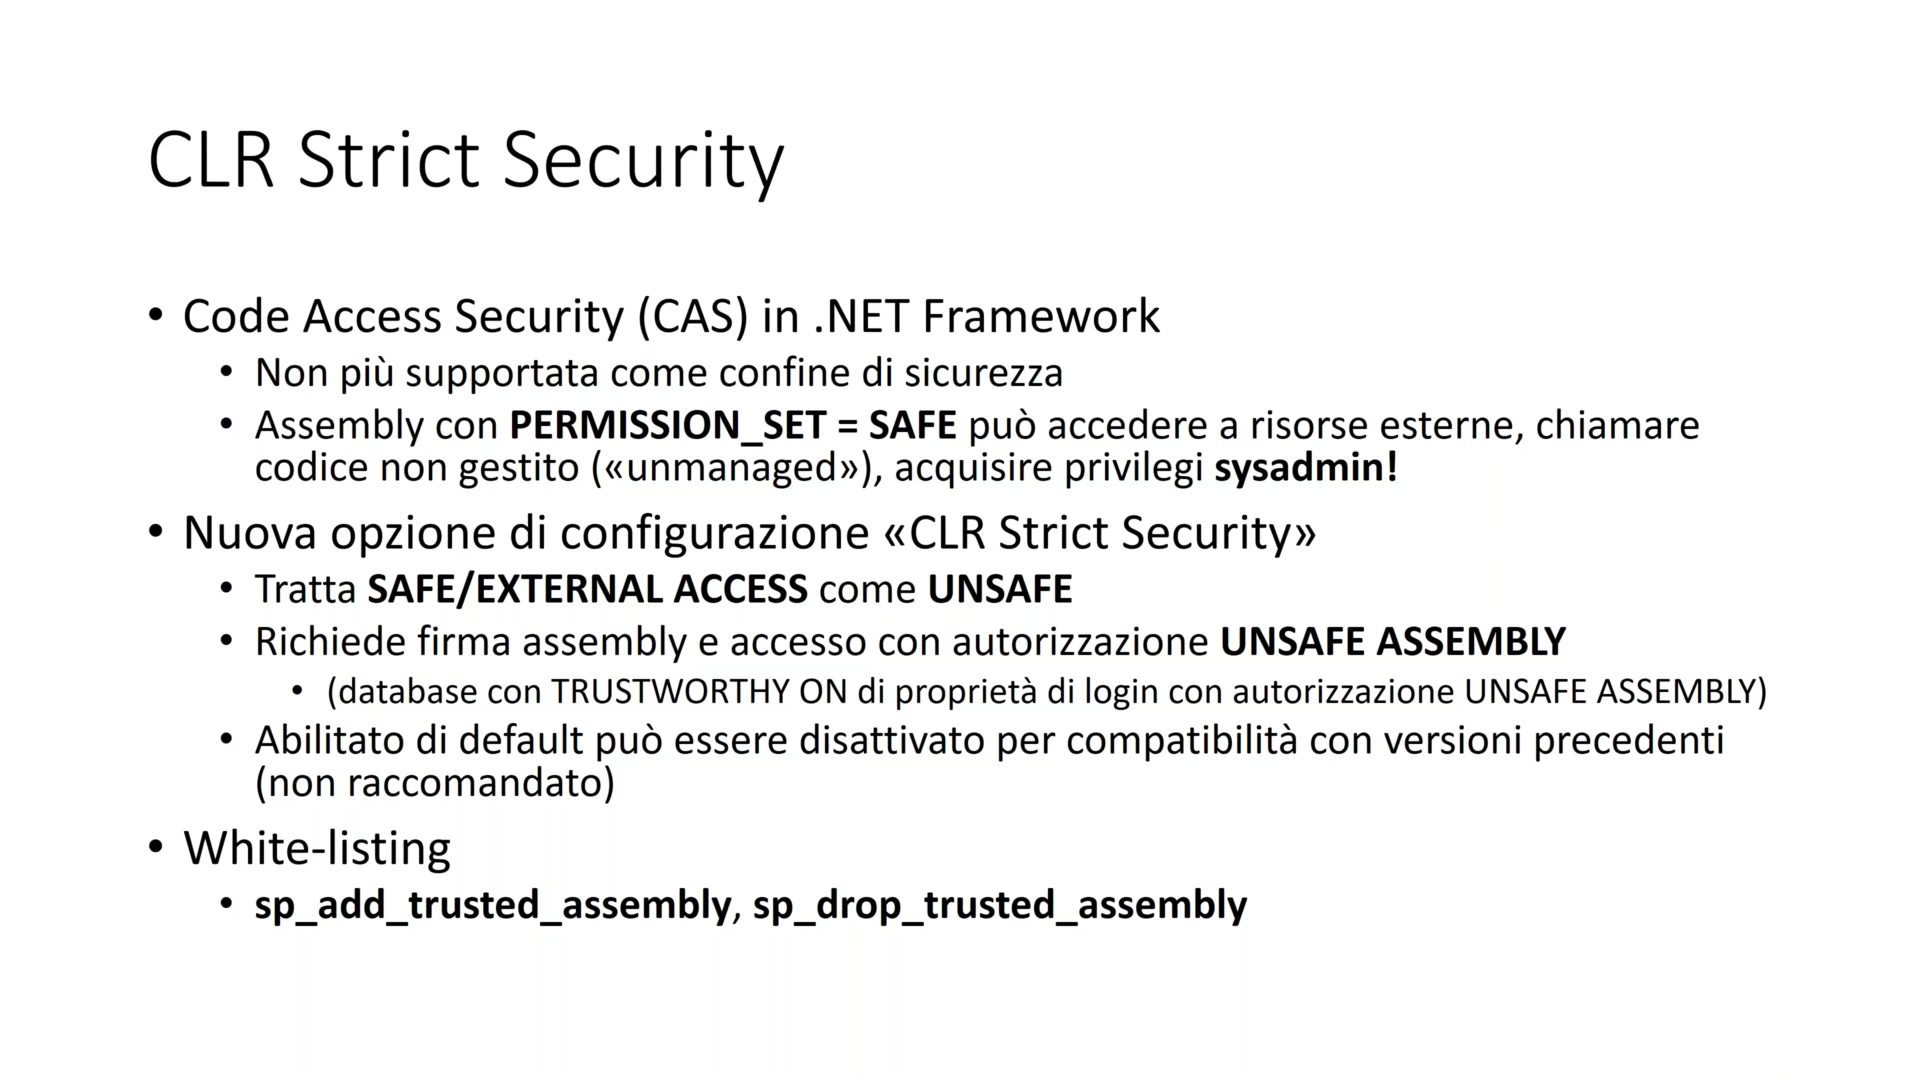 CLR Strict Security
• Code Access Security (CAS) in .NET Framework
• Non più supportata come confine di sicurezza
• Assembly con PERMISSION_SET = SAFE può accedere a risorse esterne, chiamare
codice non gestito («unmanaged»), acquisire privilegi sysadmin!
• Nuova opzione di configurazione «CLR Strict Security»
• Tratta SAFE/EXTERNAL ACCESS come UNSAFE
• Richiede firma assembly e accesso con autorizzazione UNSAFE ASSEMBLY
• (database con TRUSTWORTHY ON di proprietà di login con autorizzazione UNSAFE ASSEMBLY)
• Abilitato di default può essere disattivato per compatibilità con versioni precedenti
(non raccomandato)
• White-listing
• sp_add_trusted_assembly, sp_drop_trusted_assembly